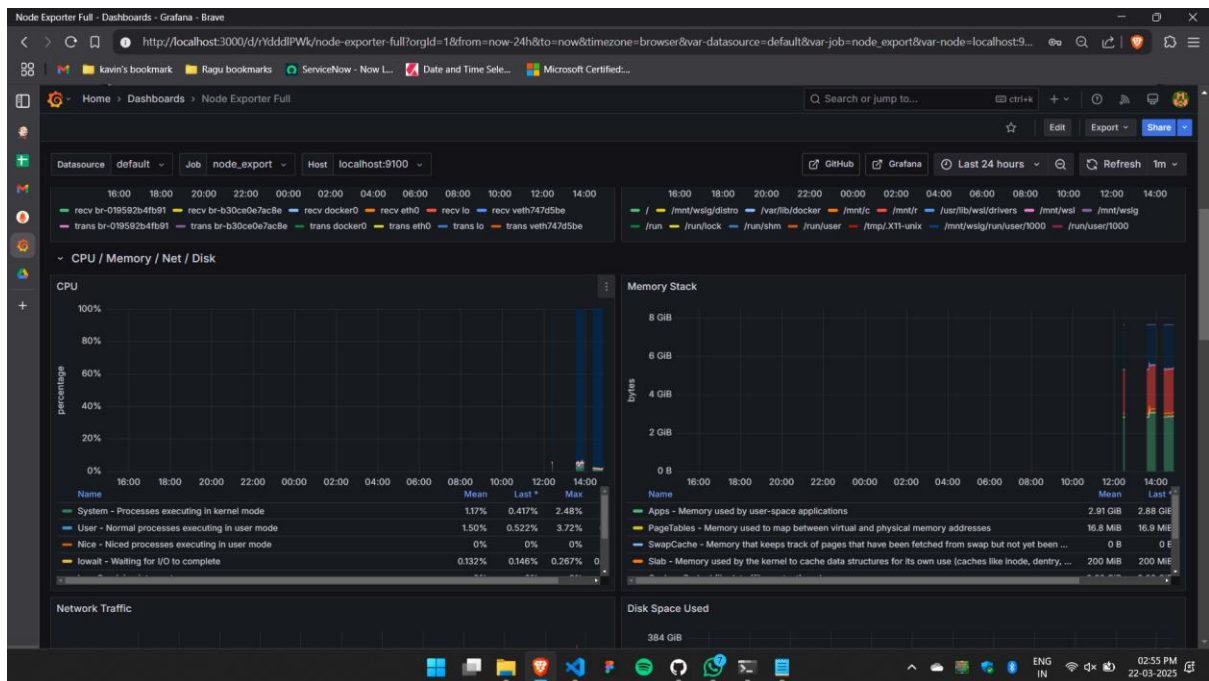 Node Exporter Full - Dashboards - Grafana - Brave
http://localhost:3000/d/rYdddlPWk/node-exporter-full?orgId=1&from=now-24h&to=now&timezone=browser&var-datasource=default&var-job=node_export&var-node=localhost:9...
kavin's bookmark Ragu bookmarks ServiceNow - Now L... Date and Time Sele... Microsoft Certified:...
Home > Dashboards > Node Exporter Full Search or jump to... ctrl+k
Edit Export Share
Datasource default Job node_export Host localhost:9100 GitHub Grafana Last 24 hours Refresh 1m
16:00 18:00 20:00 22:00 00:00 02:00 04:00 06:00 08:00 10:00 12:00 14:00
recv br-019592b4fb91 recv br-b30ce0e7ac8e recv docker0 recv eth0 recv lo recv veth747d5be
trans br-019592b4fb91 trans br-b30ce0e7ac8e trans docker0 trans eth0 trans lo trans veth747d5be
16:00 18:00 20:00 22:00 00:00 02:00 04:00 06:00 08:00 10:00 12:00 14:00
/ /mnt/wslg/distro /var/lib/docker /mnt/c /mnt/r /usr/lib/wsl/drivers /mnt/wsl /mnt/wslg
/run /run/lock /run/shm /run/user /tmp/.X11-unix /mnt/wslg/run/user/1000 /run/user/1000
CPU / Memory / Net / Disk
CPU
percentage
100%
80%
60%
40%
20%
0%
16:00 18:00 20:00 22:00 00:00 02:00 04:00 06:00 08:00 10:00 12:00 14:00
Name Mean Last * Max
System - Processes executing in kernel mode 1.17% 0.417% 2.48%
User - Normal processes executing in user mode 1.50% 0.522% 3.72%
Nice - Niced processes executing in user mode 0% 0% 0%
Iowait - Waiting for I/O to complete 0.132% 0.146% 0.267% 0
Memory Stack
bytes
8 GiB
6 GiB
4 GiB
2 GiB
0 B
16:00 18:00 20:00 22:00 00:00 02:00 04:00 06:00 08:00 10:00 12:00 14:00
Name Mean Last *
Apps - Memory used by user-space applications 2.91 GiB 2.88 GiB
PageTables - Memory used to map between virtual and physical memory addresses 16.8 MiB 16.9 MiB
SwapCache - Memory that keeps track of pages that have been fetched from swap but not yet been ... 0 B 0 B
Slab - Memory used by the kernel to cache data structures for its own use (caches like inode, dentry, ... 200 MiB 200 MiB
Network Traffic
Disk Space Used
384 GiB
ENG
IN
02:55 PM
22-03-2025